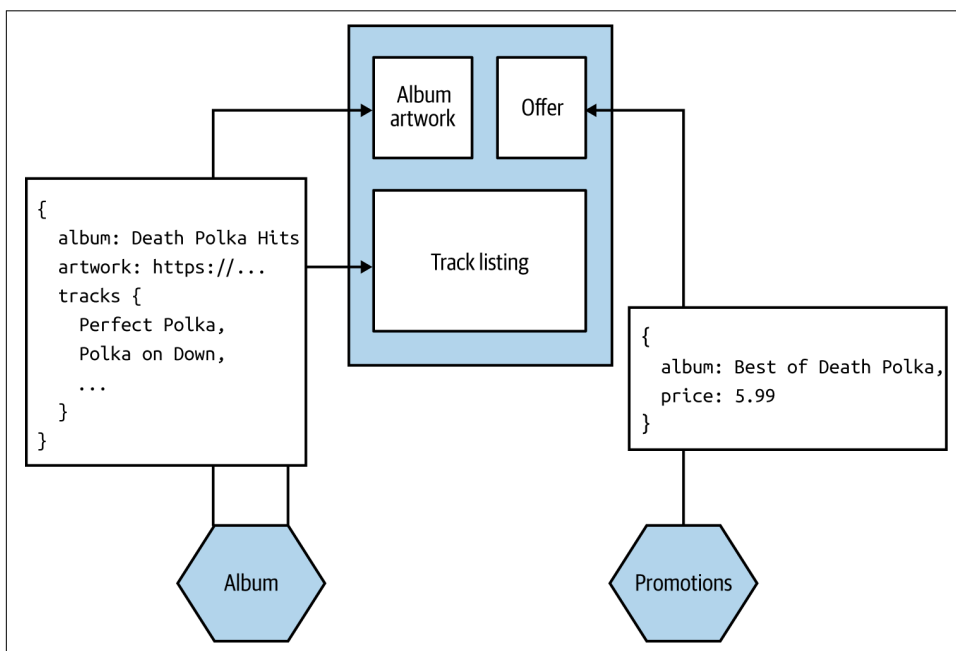 Album
artwork
Offer
Track listing
{
  album: Death Polka Hits
  artwork: https://...
  tracks {
    Perfect Polka,
    Polka on Down,
    ...
  }
}
{
  album: Best of Death Polka,
  price: 5.99
}
Album
Promotions